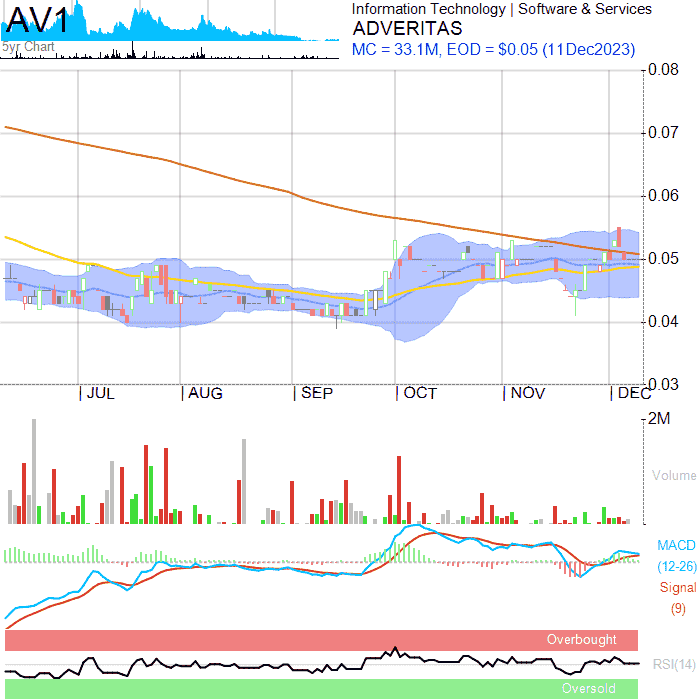 AV1
5yr Chart
Information Technology | Software & Services
ADVERITAS
MC = 33.1M, EOD = $0.05 (11Dec2023)
0.08
0.07
0.06
0.05
0.04
0.03
| JUL | AUG | SEP | OCT | NOV | DEC
2M
Volume
MACD
(12-26)
Signal
(9)
Overbought
RSI(14)
Oversold